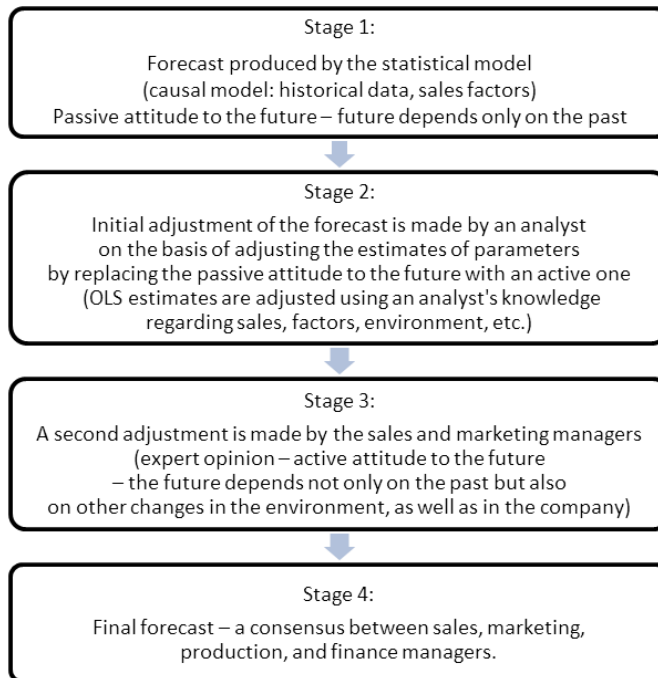 Stage 1:
Forecast produced by the statistical model
(causal model: historical data, sales factors)
Passive attitude to the future – future depends only on the past
Stage 2:
Initial adjustment of the forecast is made by an analyst
on the basis of adjusting the estimates of parameters
by replacing the passive attitude to the future with an active one
(OLS estimates are adjusted using an analyst's knowledge
regarding sales, factors, environment, etc.)
Stage 3:
A second adjustment is made by the sales and marketing managers
(expert opinion – active attitude to the future
– the future depends not only on the past but also
on other changes in the environment, as well as in the company)
Stage 4:
Final forecast – a consensus between sales, marketing,
production, and finance managers.